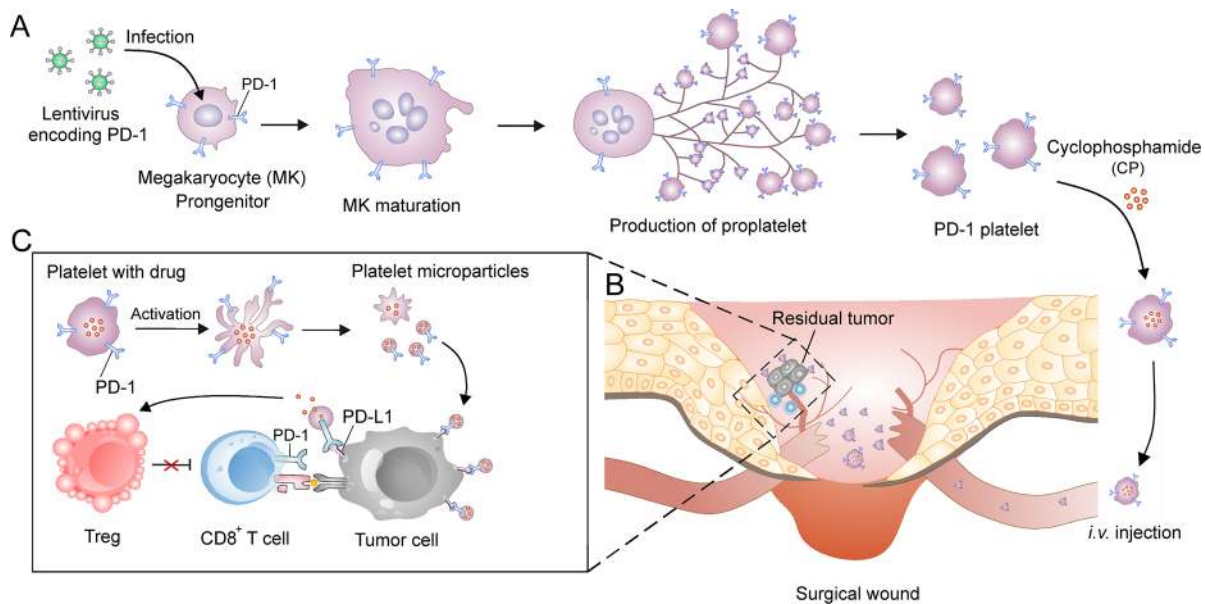 A
Infection
PD-1
Lentivirus
encoding PD-1
Megakaryocyte (MK)
Prongenitor
MK maturation
Production of proplatelet
PD-1 platelet
Cyclophosphamide
(CP)
C
Platelet with drug
Platelet microparticles
Activation
PD-1
PD-L1
PD-1
Treg
CD8⁺ T cell
Tumor cell
B
Residual tumor
i.v. injection
Surgical wound